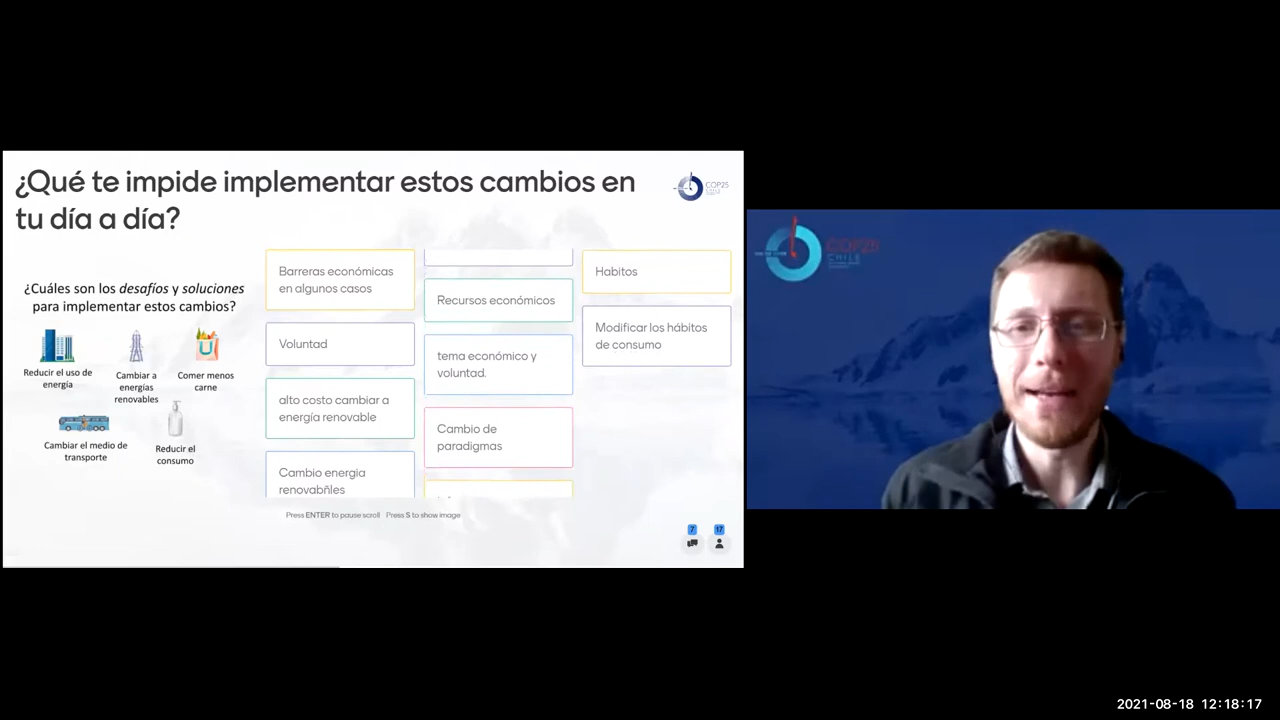 ¿Qué te impide implementar estos cambios en
tu día a día?
COP25
¿Cuáles son los desafíos y soluciones
para implementar estos cambios?
Reducir el uso de
energía
Cambiar a
energías
renovables
Comer menos
carne
Cambiar el medio de
transporte
Reducir el
consumo
Barreras económicas
en algunos casos
Voluntad
alto costo cambiar a
energía renovable
Cambio energia
renovabñles
Recursos económicos
tema económico y
voluntad.
Cambio de
paradigmas
Habitos
Modificar los hábitos
de consumo
Press ENTER to pause scroll Press S to show image
7
17
COP25
CHILE
2021-08-18 12:18:17